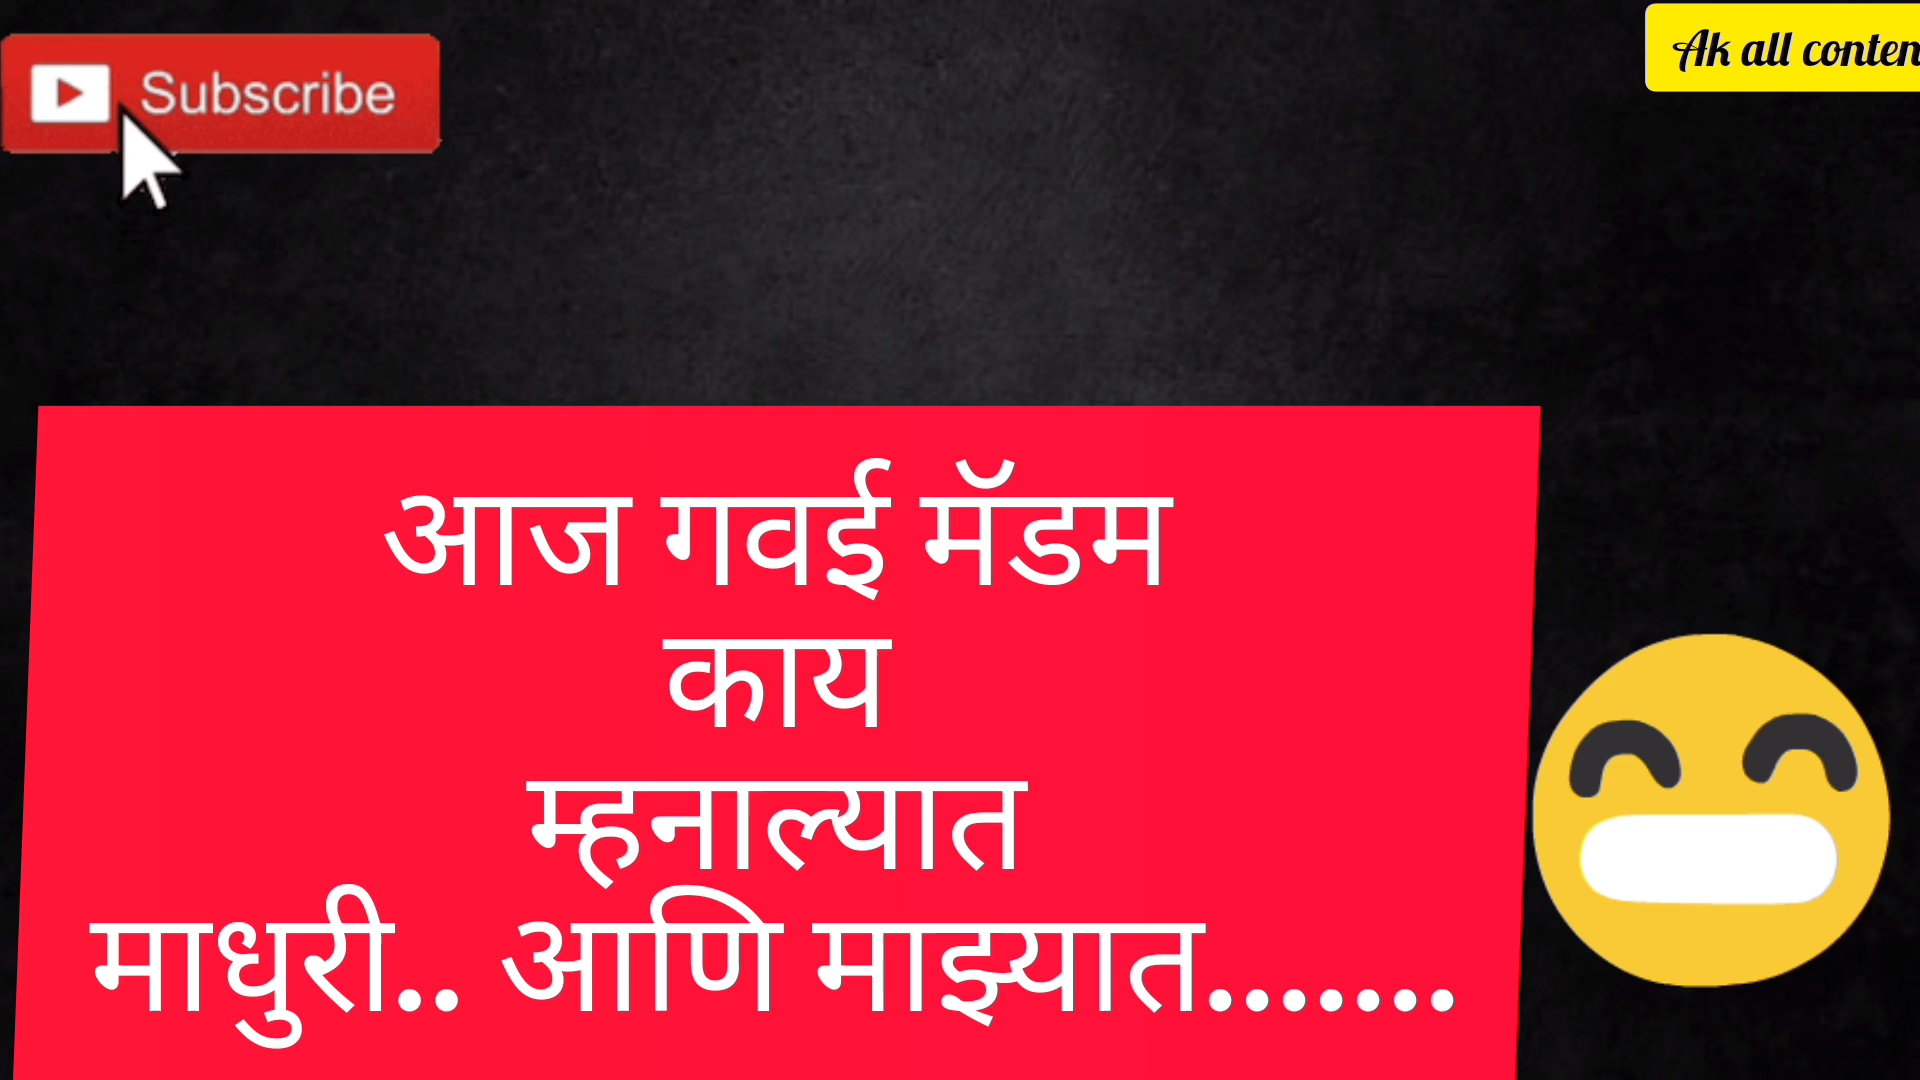 Subscribe
Ak all conten
आज गवई मॅडम
काय
म्हनाल्यात
माधुरी.. आणि माझ्यात.......